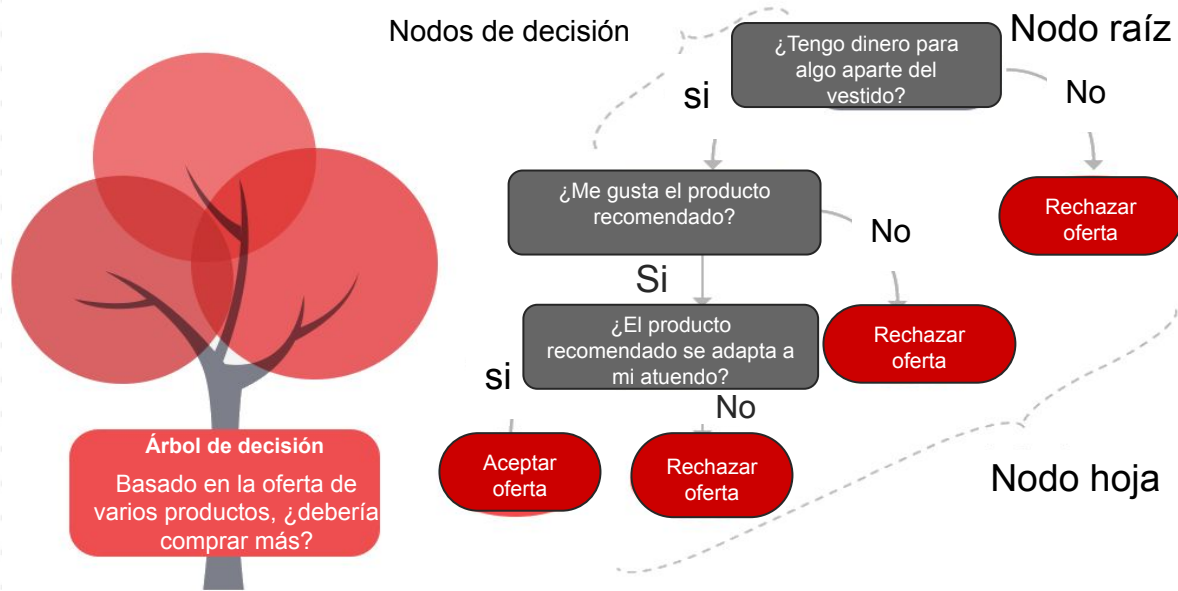 Nodos de decisión
Nodo raíz
¿Tengo dinero para
algo aparte del
vestido?
si
No
¿Me gusta el producto
recomendado?
Rechazar
oferta
No
Si
¿El producto
recomendado se adapta a
mi atuendo?
Rechazar
oferta
si
No
Aceptar
oferta
Rechazar
oferta
Nodo hoja
Árbol de decisión
Basado en la oferta de
varios productos, ¿debería
comprar más?